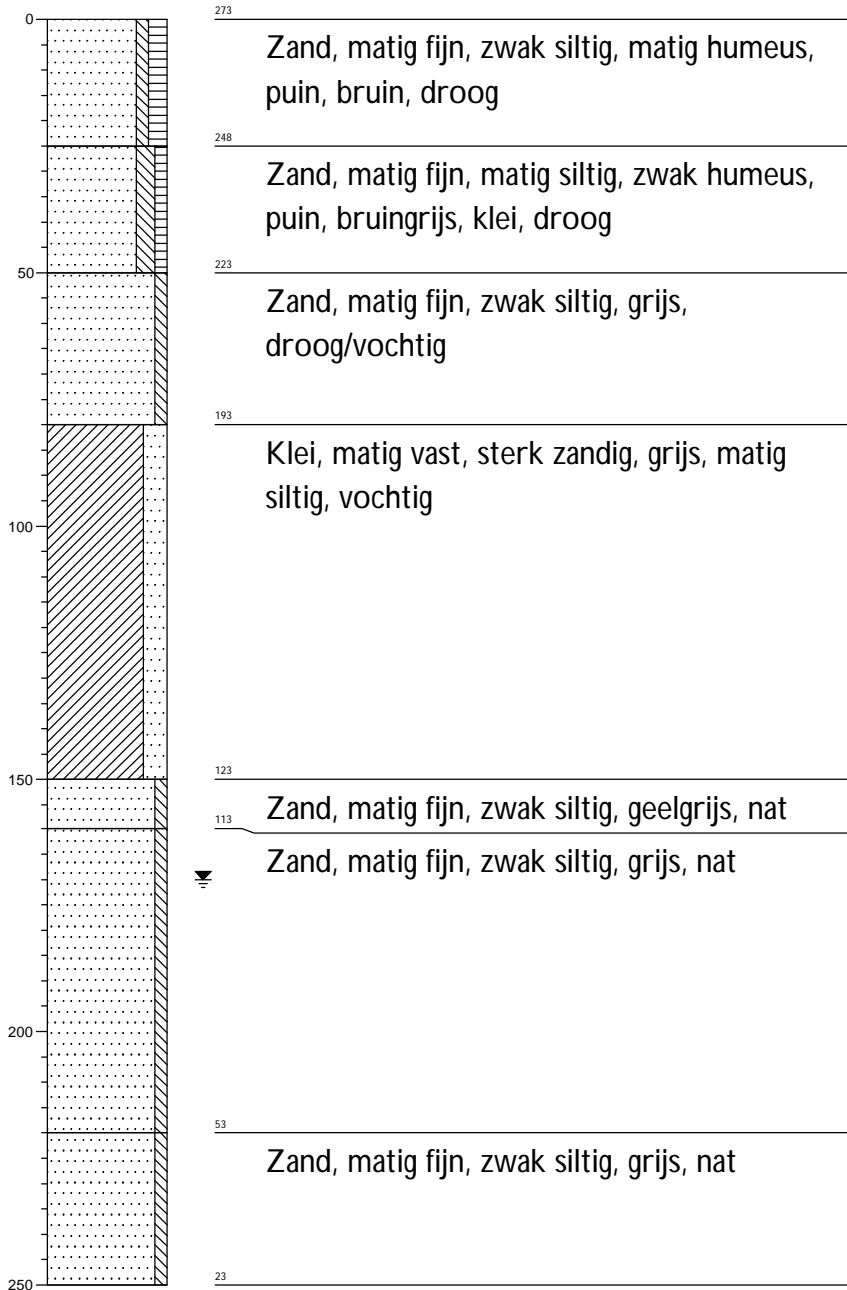 0
273
Zand, matig fijn, zwak siltig, matig humeus,
puin, bruin, droog
248
Zand, matig fijn, matig siltig, zwak humeus,
puin, bruingrijs, klei, droog
50
223
Zand, matig fijn, zwak siltig, grijs,
droog/vochtig
193
Klei, matig vast, sterk zandig, grijs, matig
siltig, vochtig
100
150
123
Zand, matig fijn, zwak siltig, geelgrijs, nat
113
Zand, matig fijn, zwak siltig, grijs, nat
200
53
Zand, matig fijn, zwak siltig, grijs, nat
250
23